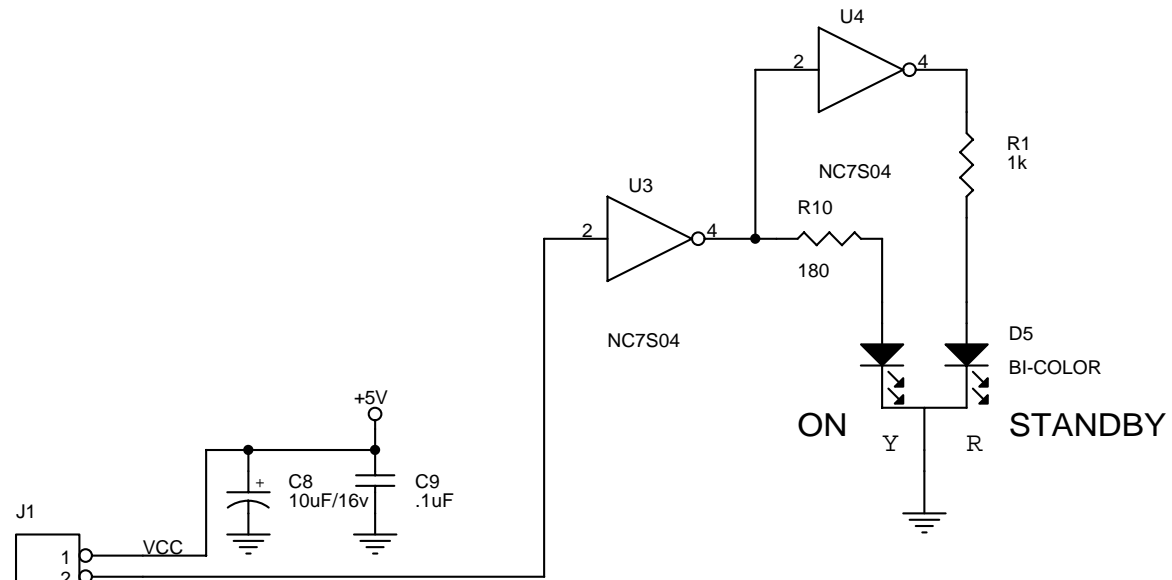 U4
2 4
R1
1k
NC7S04
U3
R10
2 4
180
NC7S04
D5
BI-COLOR
+5V
ON Y R STANDBY
+ C8
10uF/16v
C9
.1uF
J1
1 VCC
2